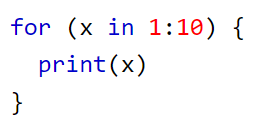 for (x in 1:10) {
  print(x)
}